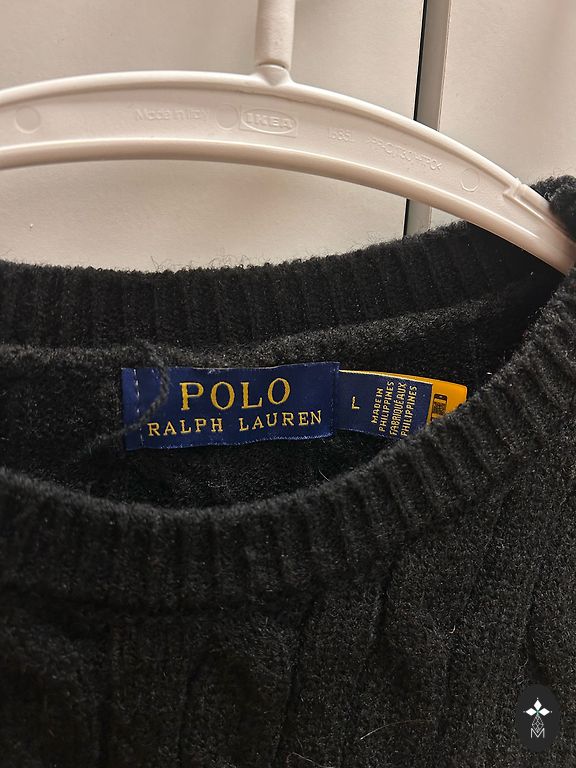 Made in Italy
IKEA
POLO
RALPH LAUREN
L
MADE IN
PHILIPPINES
FABRIQUÉ AUX
PHILIPPINES
M